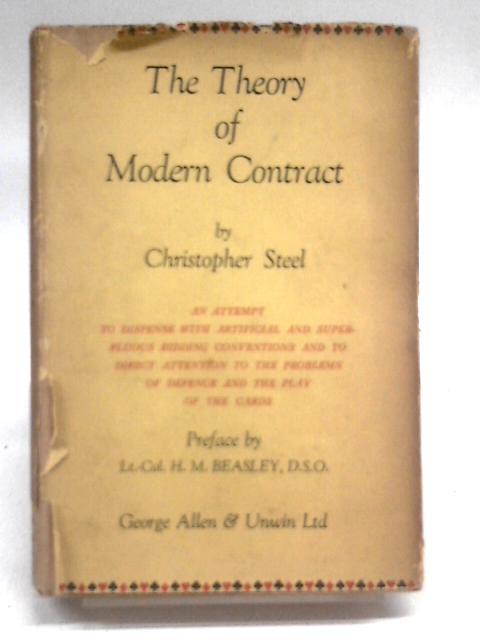 The Theory
of
Modern Contract
by
Christopher Steel
AN ATTEMPT
TO DISPENSE WITH ARTIFICIAL AND SUPER-
FLUOUS BIDDING CONVENTIONS AND TO
DIRECT ATTENTION TO THE PROBLEMS
OF DEFENCE AND THE PLAY
OF THE CARDS
Preface by
Lt.-Col. H. M. BEASLEY, D.S.O.
George Allen & Unwin Ltd